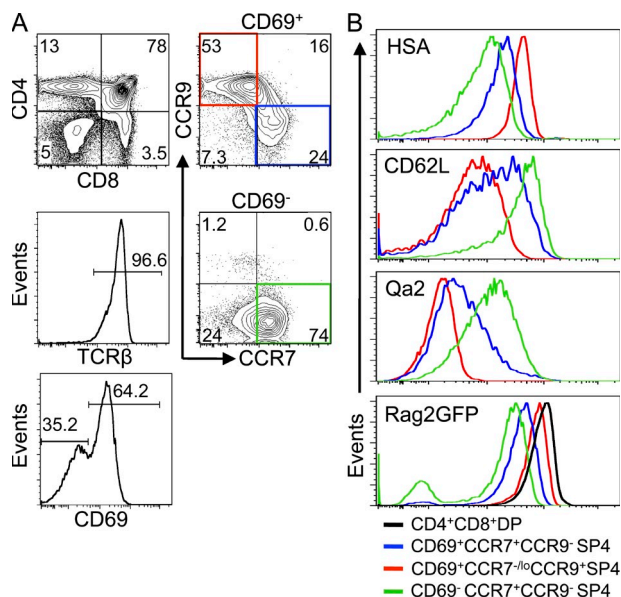 A
13 78
CD4
5 3.5
CD8
CD69+
53 16
CCR9
7.3 24
Events
96.6
TCRβ
CD69-
1.2 0.6
24 74
CCR7
Events
35.2
64.2
CD69
B
HSA
CD62L
Qa2
Rag2GFP
Events
CD4+CD8+DP
CD69+CCR7+CCR9- SP4
CD69+CCR7-/loCCR9+SP4
CD69- CCR7+CCR9- SP4